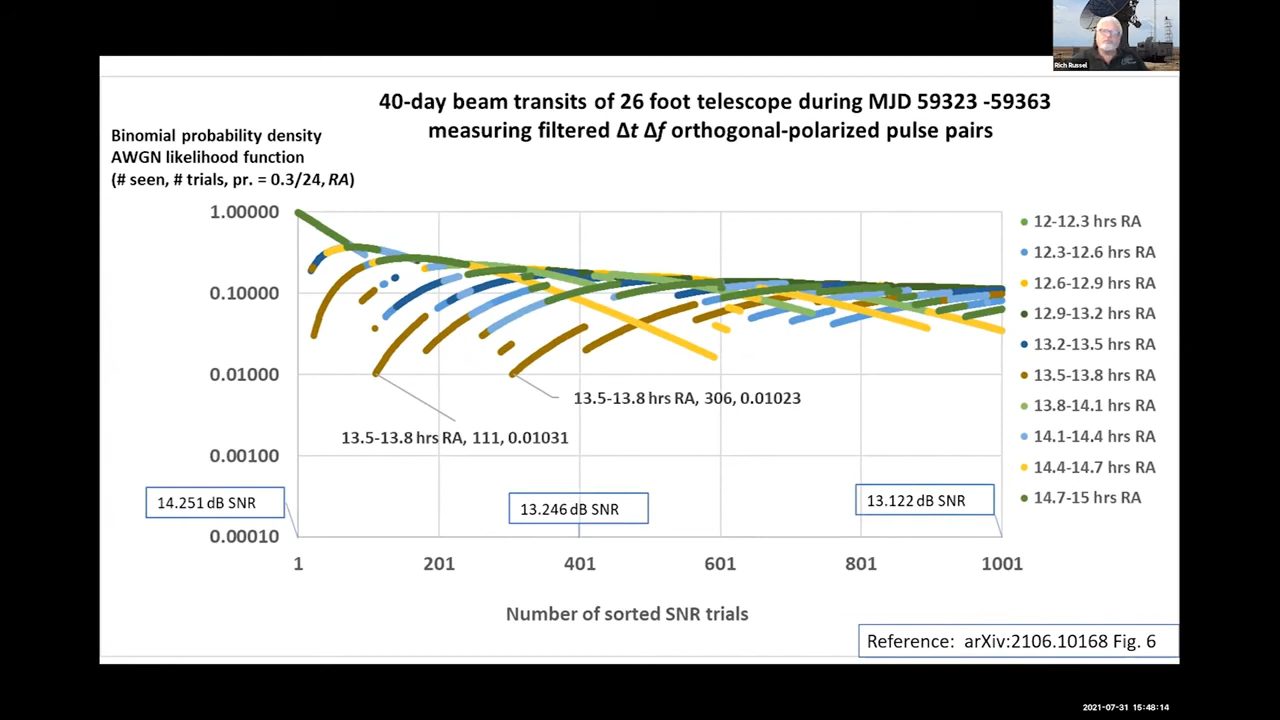 Rich Russel
40-day beam transits of 26 foot telescope during MJD 59323 -59363
measuring filtered Δt Δf orthogonal-polarized pulse pairs
Binomial probability density
AWGN likelihood function
(# seen, # trials, pr. = 0.3/24, RA)
1.00000
0.10000
0.01000
0.00100
0.00010
12-12.3 hrs RA
12.3-12.6 hrs RA
12.6-12.9 hrs RA
12.9-13.2 hrs RA
13.2-13.5 hrs RA
13.5-13.8 hrs RA
13.8-14.1 hrs RA
14.1-14.4 hrs RA
14.4-14.7 hrs RA
14.7-15 hrs RA
13.5-13.8 hrs RA, 306, 0.01023
13.5-13.8 hrs RA, 111, 0.01031
14.251 dB SNR
13.246 dB SNR
13.122 dB SNR
1 201 401 601 801 1001
Number of sorted SNR trials
Reference: arXiv:2106.10168 Fig. 6
2021-07-31 15:48:14